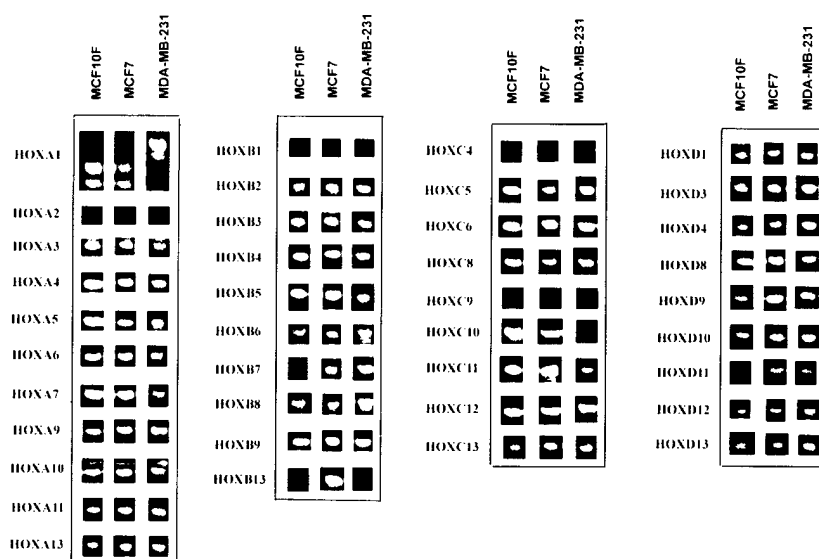 MCF10F MCF7 MDA-MB-231
HOXA1
HOXA2
HOXA3
HOXA4
HOXA5
HOXA6
HOXA7
HOXA9
HOXA10
HOXA11
HOXA13
MCF10F MCF7 MDA-MB-231
HOXB1
HOXB2
HOXB3
HOXB4
HOXB5
HOXB6
HOXB7
HOXB8
HOXB9
HOXB13
MCF10F MCF7 MDA-MB-231
HOXC4
HOXC5
HOXC6
HOXC8
HOXC9
HOXC10
HOXC11
HOXC12
HOXC13
MCF10F MCF7 MDA-MB-231
HOXD1
HOXD3
HOXD4
HOXD8
HOXD9
HOXD10
HOXD11
HOXD12
HOXD13